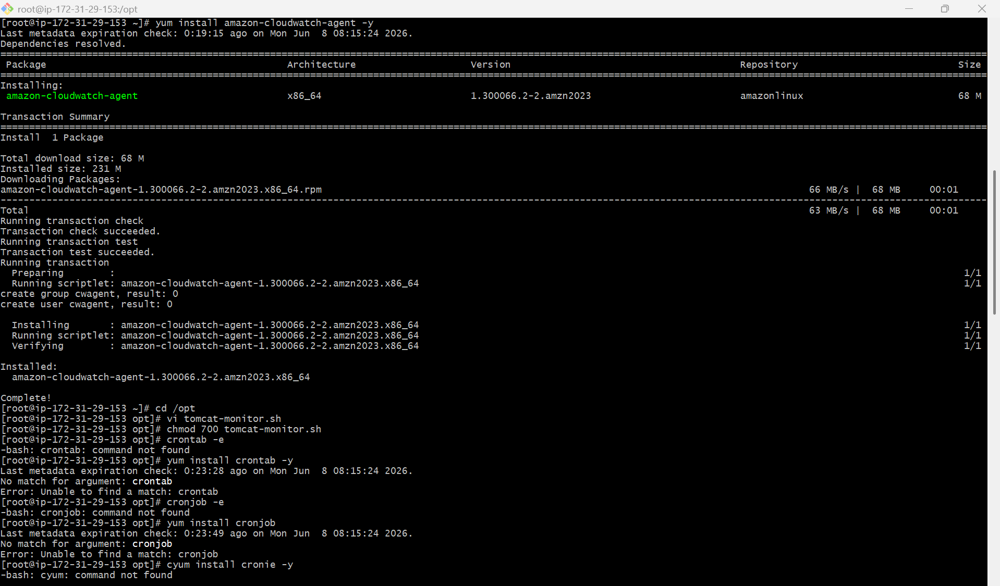 root@ip-172-31-29-153:/opt
[root@ip-172-31-29-153 ~]# yum install amazon-cloudwatch-agent -y
Last metadata expiration check: 0:19:15 ago on Mon Jun  8 08:15:24 2026.
Dependencies resolved.
Package Architecture Version Repository Size
Installing:
amazon-cloudwatch-agent x86_64 1.300066.2-2.amzn2023 amazonlinux 68 M
Transaction Summary
Install  1 Package
Total download size: 68 M
Installed size: 231 M
Downloading Packages:
amazon-cloudwatch-agent-1.300066.2-2.amzn2023.x86_64.rpm 66 MB/s |  68 MB     00:01
Total 63 MB/s |  68 MB     00:01
Running transaction check
Transaction check succeeded.
Running transaction test
Transaction test succeeded.
Running transaction
  Preparing        : 1/1
  Running scriptlet: amazon-cloudwatch-agent-1.300066.2-2.amzn2023.x86_64 1/1
create group cwagent, result: 0
create user cwagent, result: 0
  Installing       : amazon-cloudwatch-agent-1.300066.2-2.amzn2023.x86_64 1/1
  Running scriptlet: amazon-cloudwatch-agent-1.300066.2-2.amzn2023.x86_64 1/1
  Verifying        : amazon-cloudwatch-agent-1.300066.2-2.amzn2023.x86_64 1/1
Installed:
  amazon-cloudwatch-agent-1.300066.2-2.amzn2023.x86_64
Complete!
[root@ip-172-31-29-153 ~]# cd /opt
[root@ip-172-31-29-153 opt]# vi tomcat-monitor.sh
[root@ip-172-31-29-153 opt]# chmod 700 tomcat-monitor.sh
[root@ip-172-31-29-153 opt]# crontab -e
-bash: crontab: command not found
[root@ip-172-31-29-153 opt]# yum install crontab -y
Last metadata expiration check: 0:23:28 ago on Mon Jun  8 08:15:24 2026.
No match for argument: crontab
Error: Unable to find a match: crontab
[root@ip-172-31-29-153 opt]# cronjob -e
-bash: cronjob: command not found
[root@ip-172-31-29-153 opt]# yum install cronjob
Last metadata expiration check: 0:23:49 ago on Mon Jun  8 08:15:24 2026.
No match for argument: cronjob
Error: Unable to find a match: cronjob
[root@ip-172-31-29-153 opt]# cyum install cronie -y
-bash: cyum: command not found